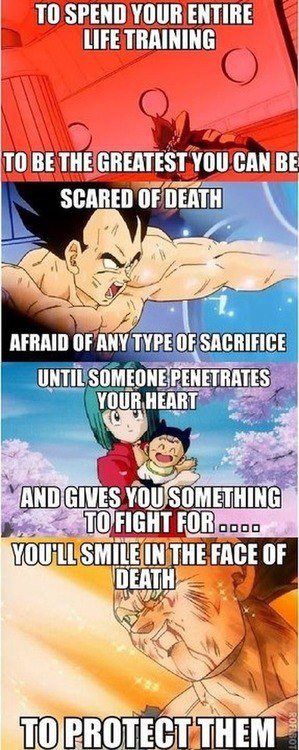 TO SPEND YOUR ENTIRE
LIFE TRAINING
TO BE THE GREATEST YOU CAN BE
SCARED OF DEATH
AFRAID OF ANY TYPE OF SACRIFICE
UNTIL SOMEONE PENETRATES
YOUR HEART
AND GIVES YOU SOMETHING
TO FIGHT FOR . . . .
YOU'LL SMILE IN THE FACE OF
DEATH
TO PROTECT THEM